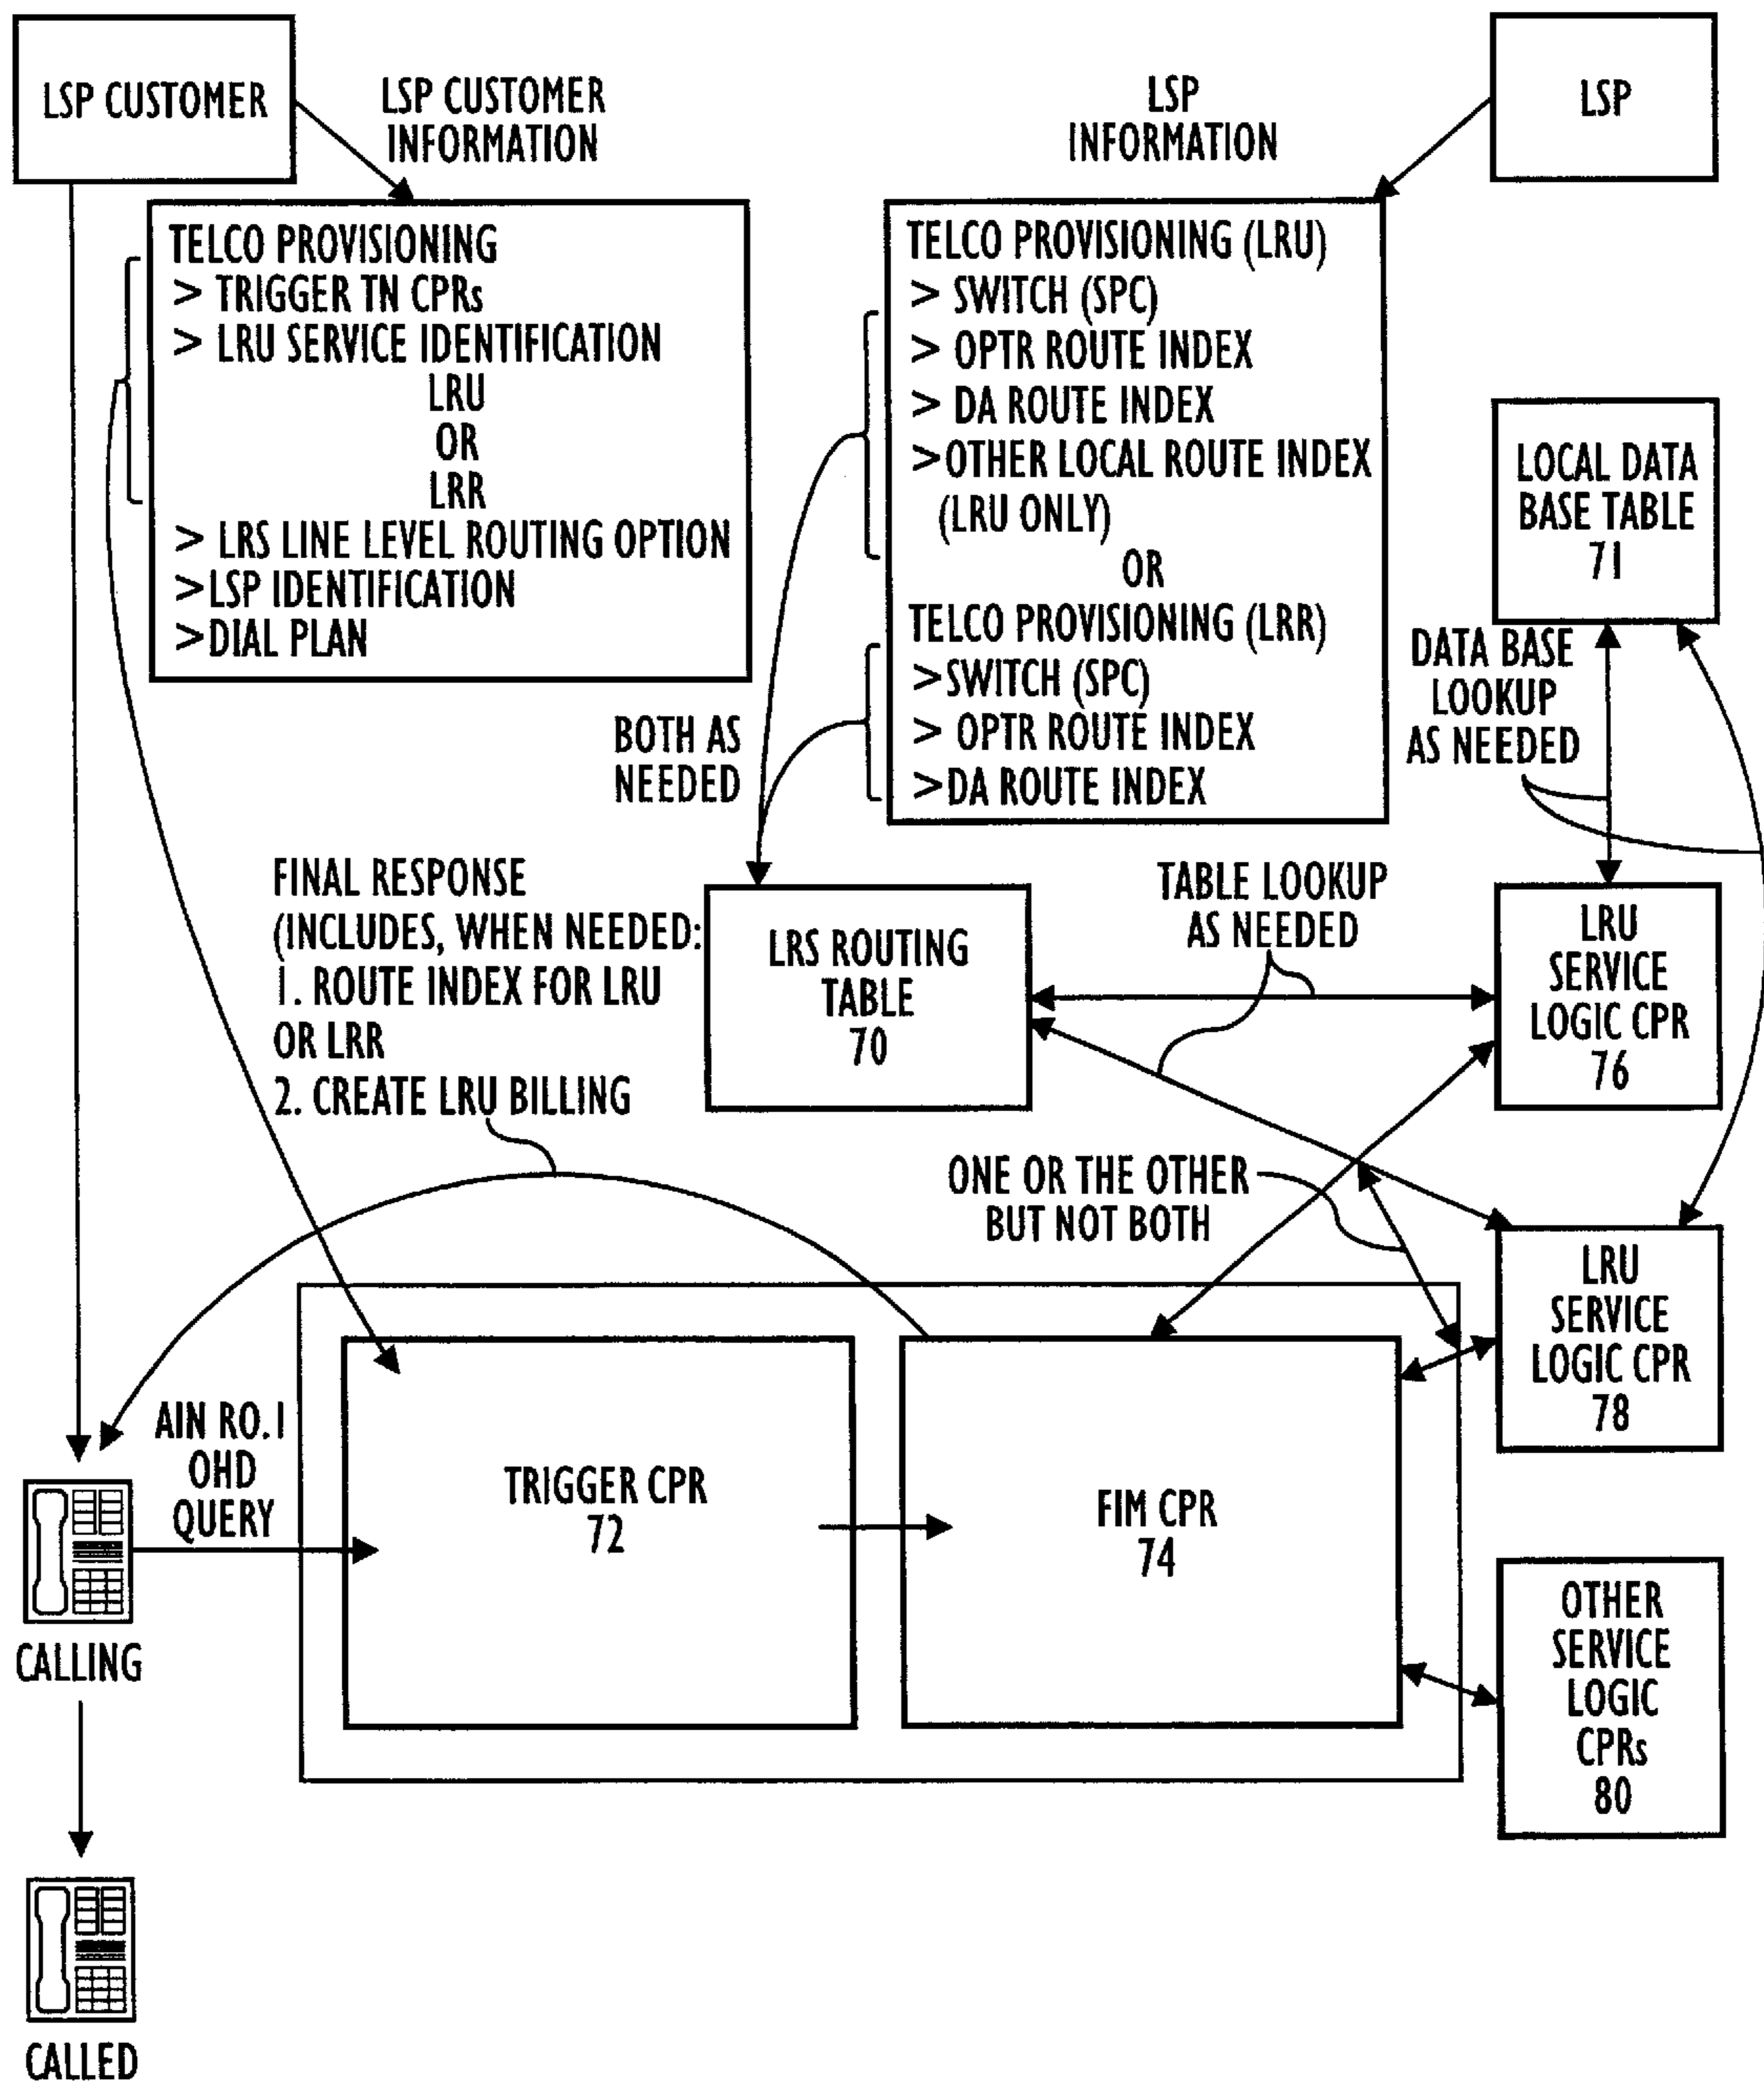 LSP CUSTOMER
LSP CUSTOMER
INFORMATION
LSP
INFORMATION
LSP
TELCO PROVISIONING
> TRIGGER TN CPRs
> LRU SERVICE IDENTIFICATION
LRU
OR
LRR
> LRS LINE LEVEL ROUTING OPTION
>LSP IDENTIFICATION
>DIAL PLAN
TELCO PROVISIONING (LRU)
> SWITCH (SPC)
> OPTR ROUTE INDEX
> DA ROUTE INDEX
>OTHER LOCAL ROUTE INDEX
(LRU ONLY)
OR
TELCO PROVISIONING (LRR)
>SWITCH (SPC)
> OPTR ROUTE INDEX
>DA ROUTE INDEX
LOCAL DATA
BASE TABLE
71
DATA BASE
LOOKUP
AS NEEDED
BOTH AS
NEEDED
FINAL RESPONSE
(INCLUDES, WHEN NEEDED:
1. ROUTE INDEX FOR LRU
OR LRR
2. CREATE LRU BILLING
LRS ROUTING
TABLE
70
TABLE LOOKUP
AS NEEDED
LRU
SERVICE
LOGIC CPR
76
ONE OR THE OTHER
BUT NOT BOTH
LRU
SERVICE
LOGIC CPR
78
AIN RO.1
OHD
QUERY
TRIGGER CPR
72
FIM CPR
74
OTHER
SERVICE
LOGIC
CPRs
80
CALLING
CALLED